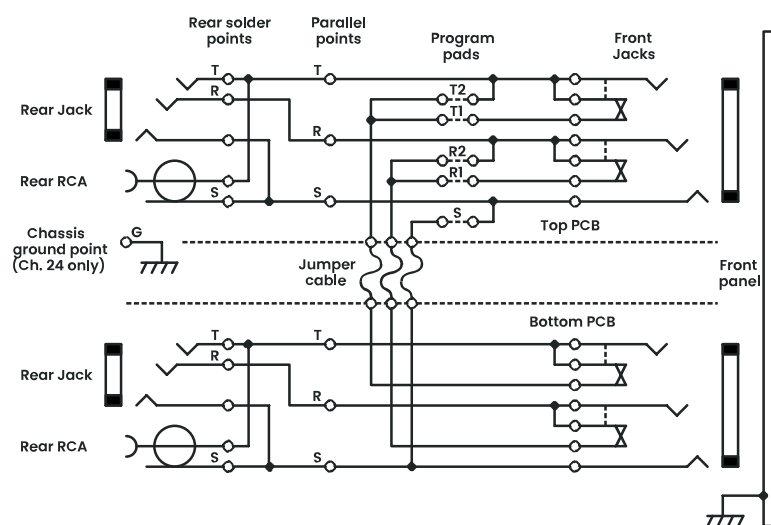 Rear solder
points
Parallel
points
Program
pads
Front
Jacks
T
T
R
T2
Rear Jack
T1
R
R2
Rear RCA
R1
S
S
S
Chassis
ground point
(Ch. 24 only)
G
Top PCB
Jumper
cable
Front
panel
Bottom PCB
T
T
R
Rear Jack
R
Rear RCA
S
S